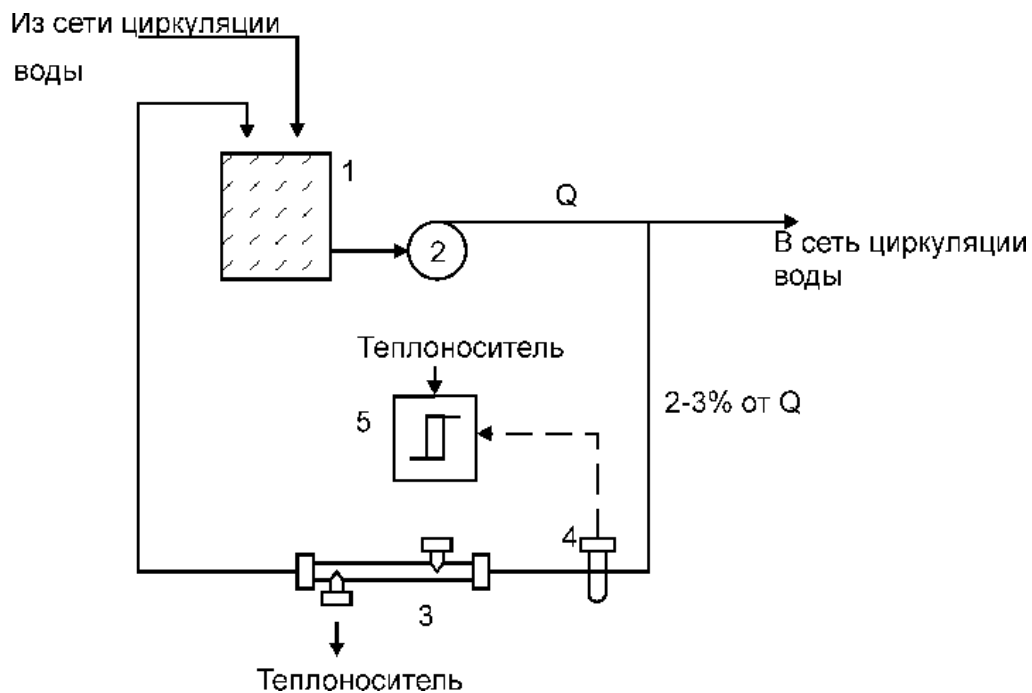 Из сети циркуляции
воды
1
Q
2
В сеть циркуляции
воды
Теплоноситель
5
2-3% от Q
4
3
Теплоноситель